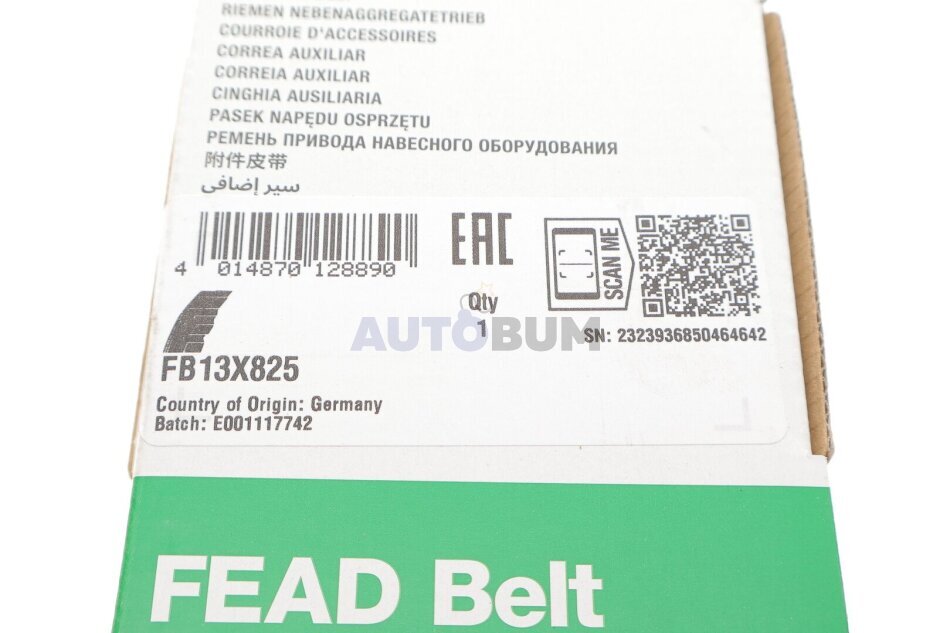 RIEMEN NEBENAGGREGATETRIEB
COURROIE D'ACCESSOIRES
CORREA AUXILIAR
CORREIA AUXILIAR
CINGHIA AUSILIARIA
PASEK NAPĘDU OSPRZĘTU
РЕМЕНЬ ПРИВОДА НАВЕСНОГО ОБОРУДОВАНИЯ
附件皮带
سير إضافى
4 014870 128890
EAC
SCAN ME
Qty
1
AUTOBUM
SN: 2323936850464642
FB13X825
Country of Origin: Germany
Batch: E001117742
FEAD Belt